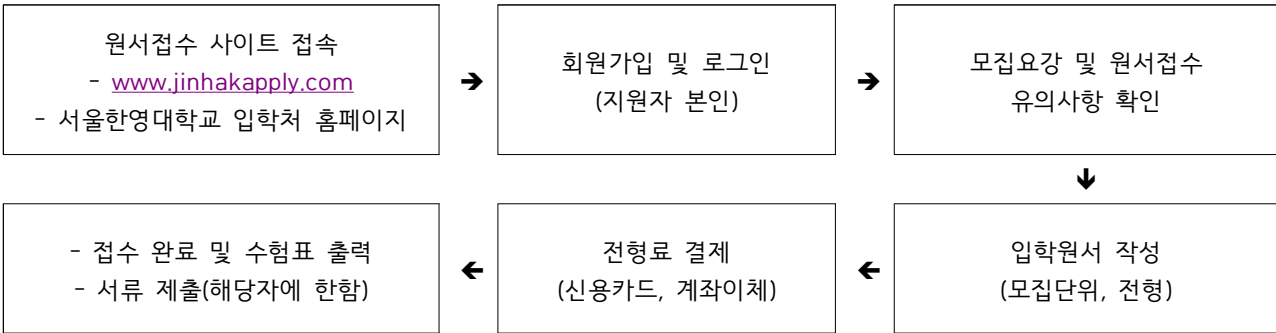 원서접수 사이트 접속
- www.jinhakapply.com
- 서울한영대학교 입학처 홈페이지
➔
회원가입 및 로그인
(지원자 본인)
➔
모집요강 및 원서접수
유의사항 확인
🡫
입학원서 작성
(모집단위, 전형)
🡨
전형료 결제
(신용카드, 계좌이체)
🡨
- 접수 완료 및 수험표 출력
- 서류 제출(해당자에 한함)